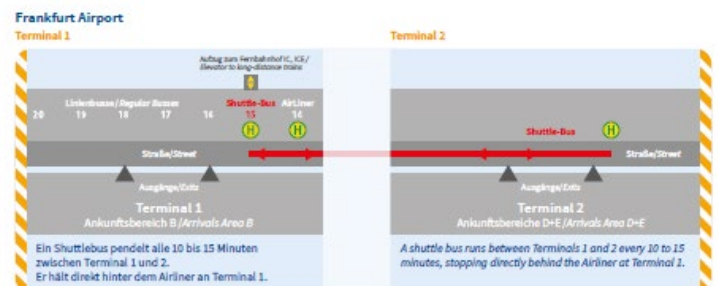 Frankfurt Airport
Terminal 1
Aufzug zum Fernbahnhof IC, ICE/
Elevator to long-distance trains
Linienbusse/Regular Busses
Shuttle-Bus
AirLiner
20 19 18 17 16 15 14
H H
Straße/Street
Ausgänge/Exits
Terminal 1
Ankunftsbereich B/Arrivals Area B
Ein Shuttlebus pendelt alle 10 bis 15 Minuten
zwischen Terminal 1 und 2.
Er hält direkt hinter dem Airliner an Terminal 1.
Terminal 2
Shuttle-Bus
H
Straße/Street
Ausgänge/Exits
Terminal 2
Ankunftsbereiche D+E/Arrivals Area D+E
A shuttle bus runs between Terminals 1 and 2 every 10 to 15
minutes, stopping directly behind the Airliner at Terminal 1.